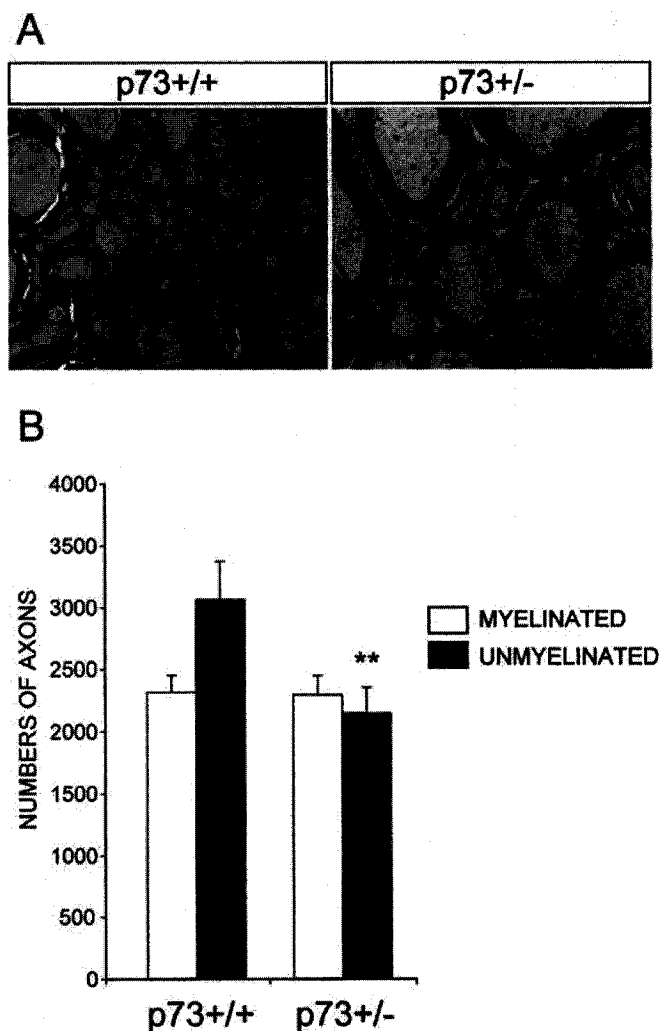 A
p73+/+ p73+/-
B
4000
3500
3000
2500
2000
1500
1000
500
0
NUMBERS OF AXONS
**
MYELINATED
UNMYELINATED
p73+/+ p73+/-